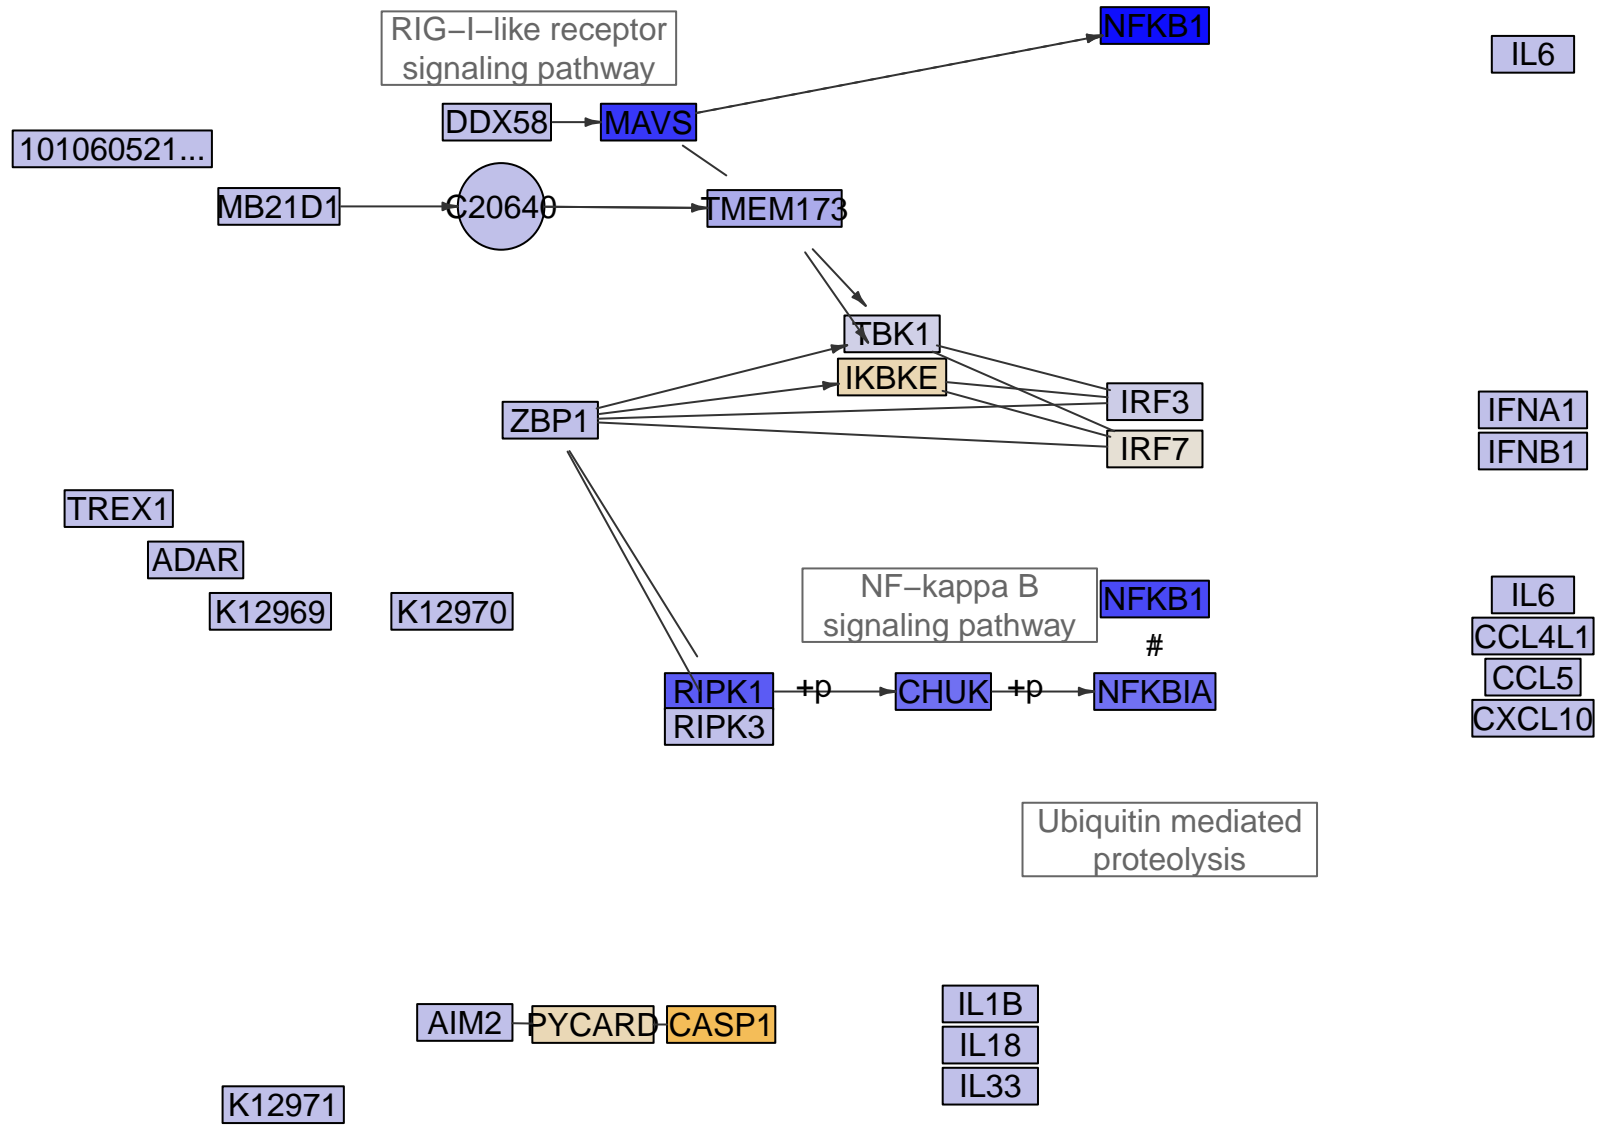 RIG−I−like receptor
signaling pathway
NFKB1
IL6
DDX58
MAVS
101060521...
MB21D1
C20640
TMEM173
TBK1
IKBKE
ZBP1
IRF3
IRF7
IFNA1
IFNB1
TREX1
ADAR
K12969
K12970
NF−kappa B
signaling pathway
NFKB1
#
IL6
CCL4L1
CCL5
CXCL10
RIPK1
+p
CHUK
+p
NFKBIA
RIPK3
Ubiquitin mediated
proteolysis
AIM2
PYCARD
CASP1
IL1B
IL18
IL33
K12971